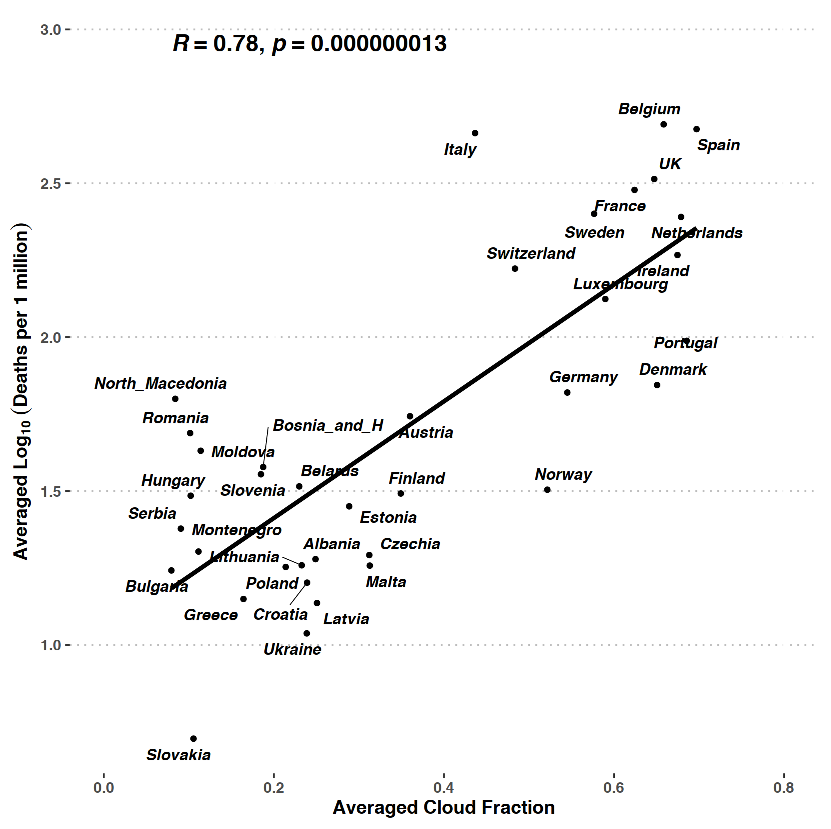 3.0
R = 0.78, p = 0.000000013
Belgium
Italy
Spain
UK
2.5
France
Sweden
Netherlands
Switzerland
Ireland
Luxembourg
2.0
Portugal
Denmark
Germany
North_Macedonia
Romania
Bosnia_and_H
Austria
Moldova
Belarus
Hungary
Finland
Norway
1.5
Slovenia
Serbia
Estonia
Montenegro
Albania
Czechia
Lithuania
Bulgaria
Poland
Malta
Greece
Croatia
Latvia
1.0
Ukraine
Slovakia
0.0 0.2 0.4 0.6 0.8
Averaged Cloud Fraction
Averaged Log10 (Deaths per 1 million)